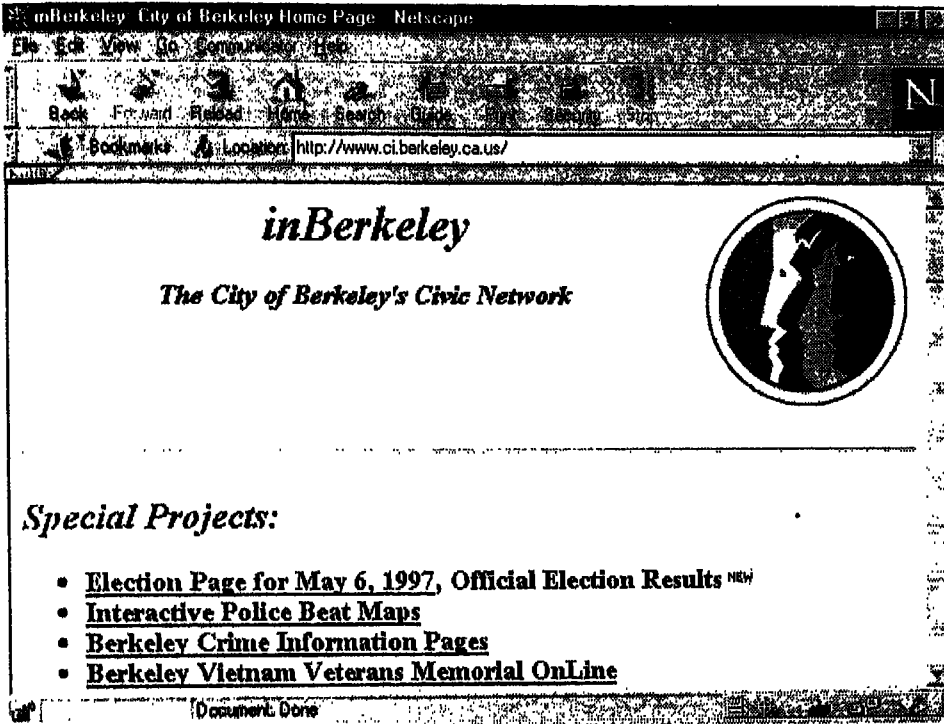 inBerkeley City of Berkeley Home Page Netscape
File Edit View Go Communicator Help
Back Forward Reload Home Search Guide Print Security Stop
Bookmarks Location: http://www.ci.berkeley.ca.us/
inBerkeley
The City of Berkeley's Civic Network
Special Projects:
• Election Page for May 6, 1997, Official Election Results NEW
• Interactive Police Beat Maps
• Berkeley Crime Information Pages
• Berkeley Vietnam Veterans Memorial OnLine
Document: Done